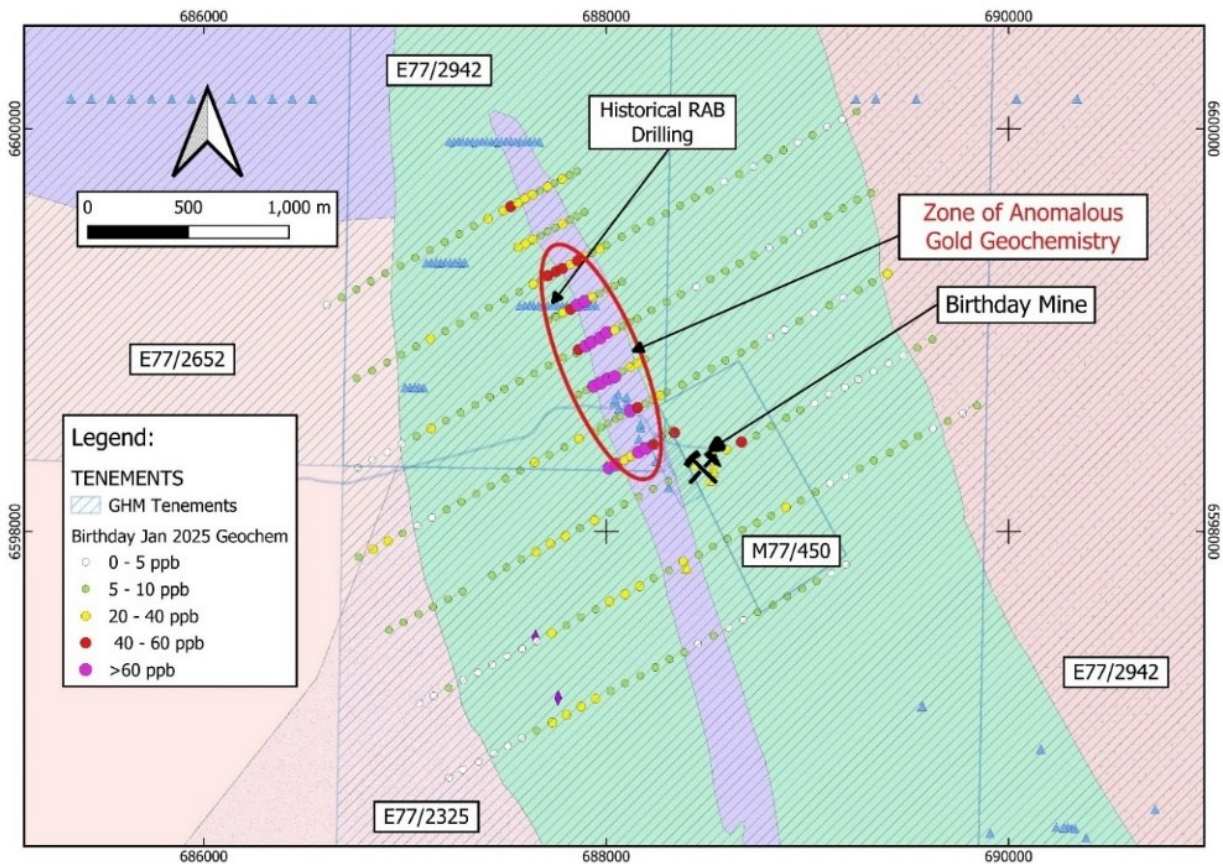 686000
688000
690000
E77/2942
Historical RAB
Drilling
6600000
6600000
0
500
1,000 m
Zone of Anomalous
Gold Geochemistry
Birthday Mine
E77/2652
Legend:
TENEMENTS
GHM Tenements
Birthday Jan 2025 Geochem
0 - 5 ppb
5 - 10 ppb
20 - 40 ppb
40 - 60 ppb
>60 ppb
6598000
6598000
M77/450
E77/2942
E77/2325
686000
688000
690000